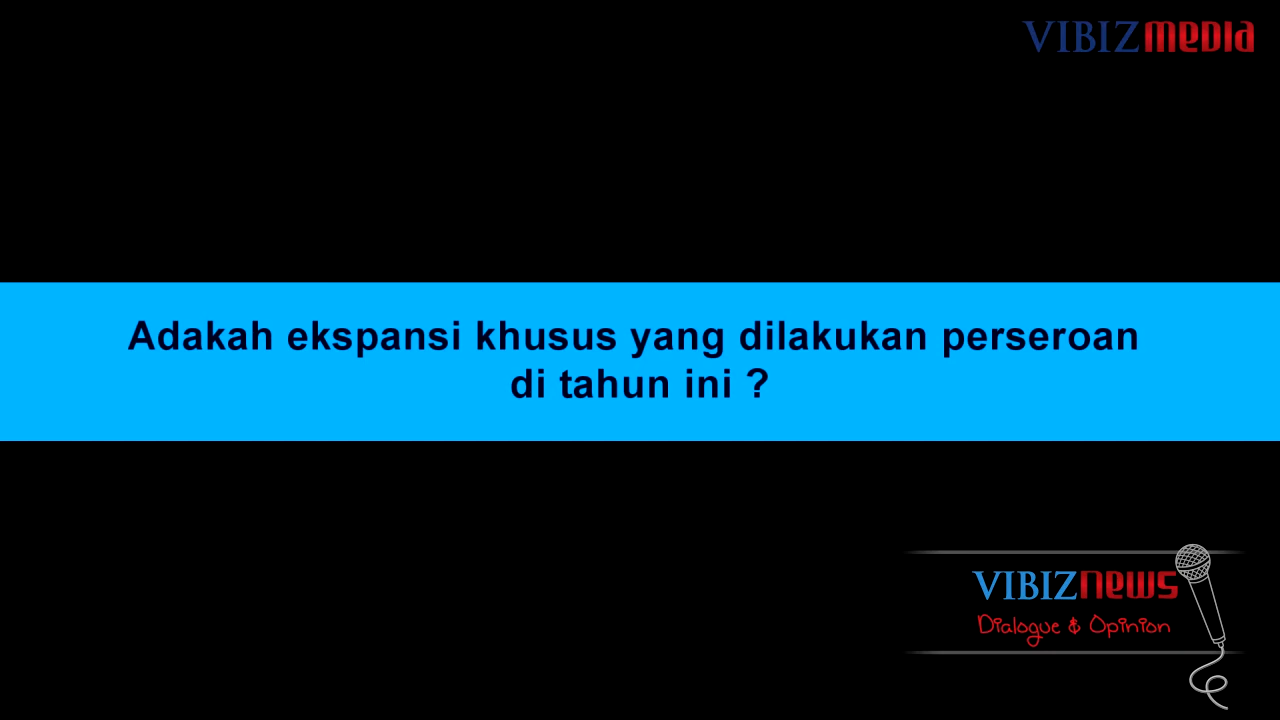 VIBIZMEDIA
Adakah ekspansi khusus yang dilakukan perseroan
di tahun ini ?
VIBIZNEWS
Dialogue & Opinion